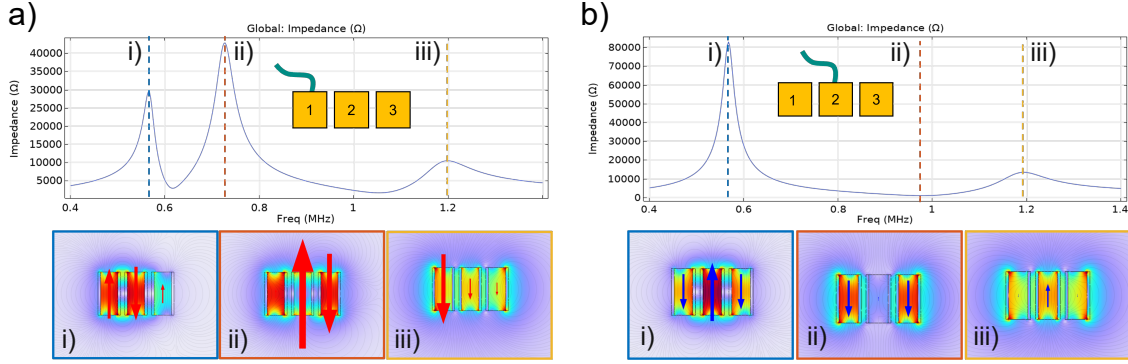 a)
Global: Impedance (Ω)
Impedance (Ω)
40000
35000
30000
25000
20000
15000
10000
5000
i)
ii)
iii)
1 2 3
0.4 0.6 0.8 1 1.2
Freq (MHz)
i)
ii)
iii)
b)
Global: Impedance (Ω)
Impedance (Ω)
80000
70000
60000
50000
40000
30000
20000
10000
0
i)
ii)
iii)
1 2 3
0.4 0.6 0.8 1 1.2 1.4
Freq (MHz)
i)
ii)
iii)